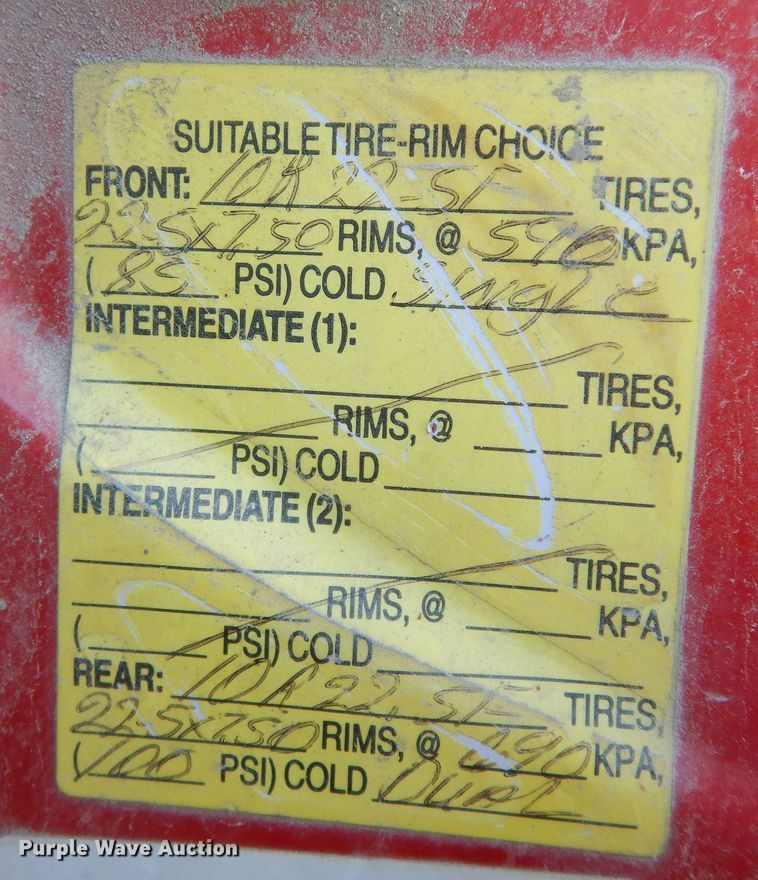 SUITABLE TIRE-RIM CHOICE
FRONT: 10R 22.5F TIRES,
22.5X7.50 RIMS, @ 590 KPA,
(85 PSI) COLD Single
INTERMEDIATE (1):
TIRES,
RIMS, @ KPA,
( PSI) COLD
INTERMEDIATE (2):
TIRES,
RIMS, @ KPA,
( PSI) COLD
REAR: 10R 22.5F TIRES,
22.5X7.50 RIMS, @ 690 KPA,
(100 PSI) COLD Dual
Purple Wave Auction